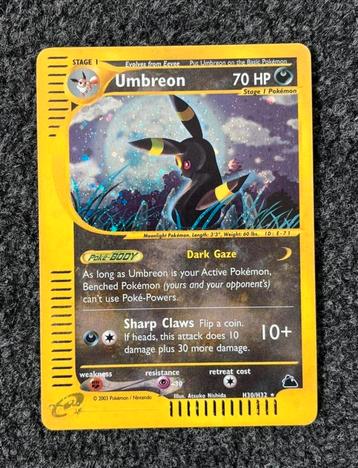 STAGE 1 Evolves from Eevee Put Umbreon on the Basic Pokémon
Umbreon 70 HP
Stage 1 Pokémon
Moonlight Pokémon, Length: 3'3", Weight: 60 lbs. ID: E-71
Poké-BODY Dark Gaze
As long as Umbreon is your Active Pokémon,
Benched Pokémon (yours and your opponent's)
can't use Poké-Powers.
Sharp Claws Flip a coin. 10+
If heads, this attack does 10
damage plus 30 more damage.
weakness resistance retreat cost
-30
Illus. Atsuko Nishida H30/H32
© 2003 Pokémon / Nintendo